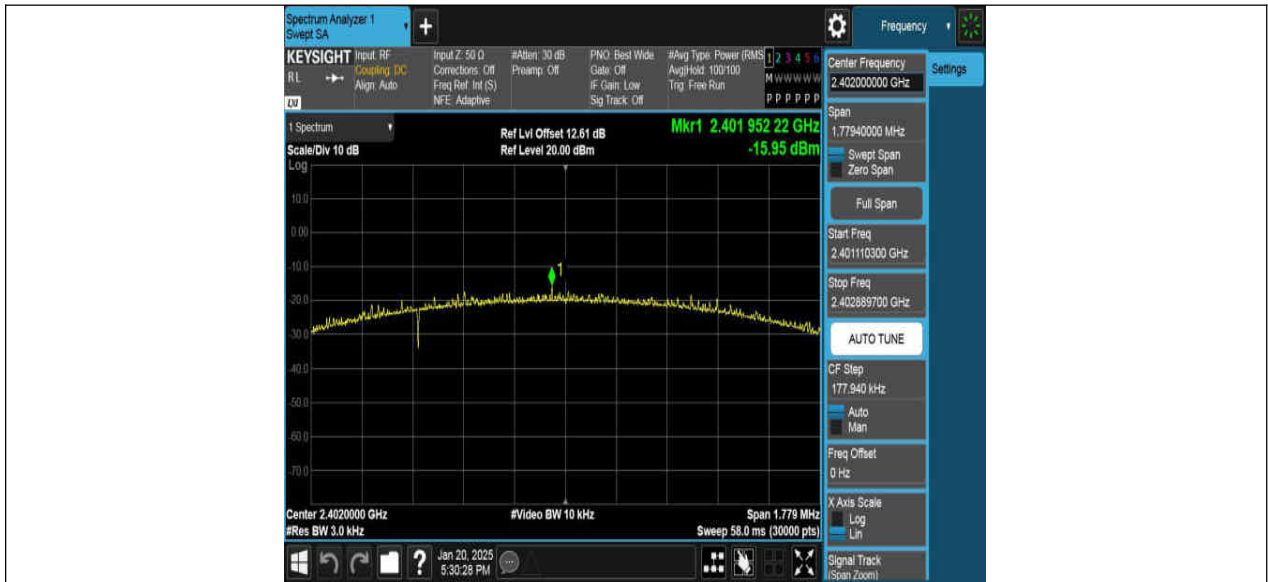 Spectrum Analyzer 1
Swept SA
+
Frequency
KEYSIGHT
RL
LXI
Input: RF
Coupling: DC
Align: Auto
Input Z: 50 Ω
Corrections: Off
Freq Ref: Int (S)
NFE: Adaptive
#Atten: 30 dB
Preamp: Off
PNO: Best Wide
Gate: Off
IF Gain: Low
Sig Track: Off
#Avg Type: Power (RMS
Avg|Hold: 100/100
Trig: Free Run
1 2 3 4 5 6
M W W W W W
P P P P P P
Center Frequency
2.402000000 GHz
Settings
Span
1.77940000 MHz
Swept Span
Zero Span
Full Span
Start Freq
2.401110300 GHz
Stop Freq
2.402889700 GHz
AUTO TUNE
CF Step
177.940 kHz
Auto
Man
Freq Offset
0 Hz
X Axis Scale
Log
Lin
Signal Track
(Span Zoom)
1 Spectrum
Scale/Div 10 dB
Log
Ref Lvl Offset 12.61 dB
Ref Level 20.00 dBm
Mkr1 2.401 952 22 GHz
-15.95 dBm
10.0
0.00
-10.0
1
-20.0
-30.0
-40.0
-50.0
-60.0
-70.0
Center 2.4020000 GHz
#Res BW 3.0 kHz
#Video BW 10 kHz
Span 1.779 MHz
Sweep 58.0 ms (30000 pts)
?
Jan 20, 2025
5:30:28 PM